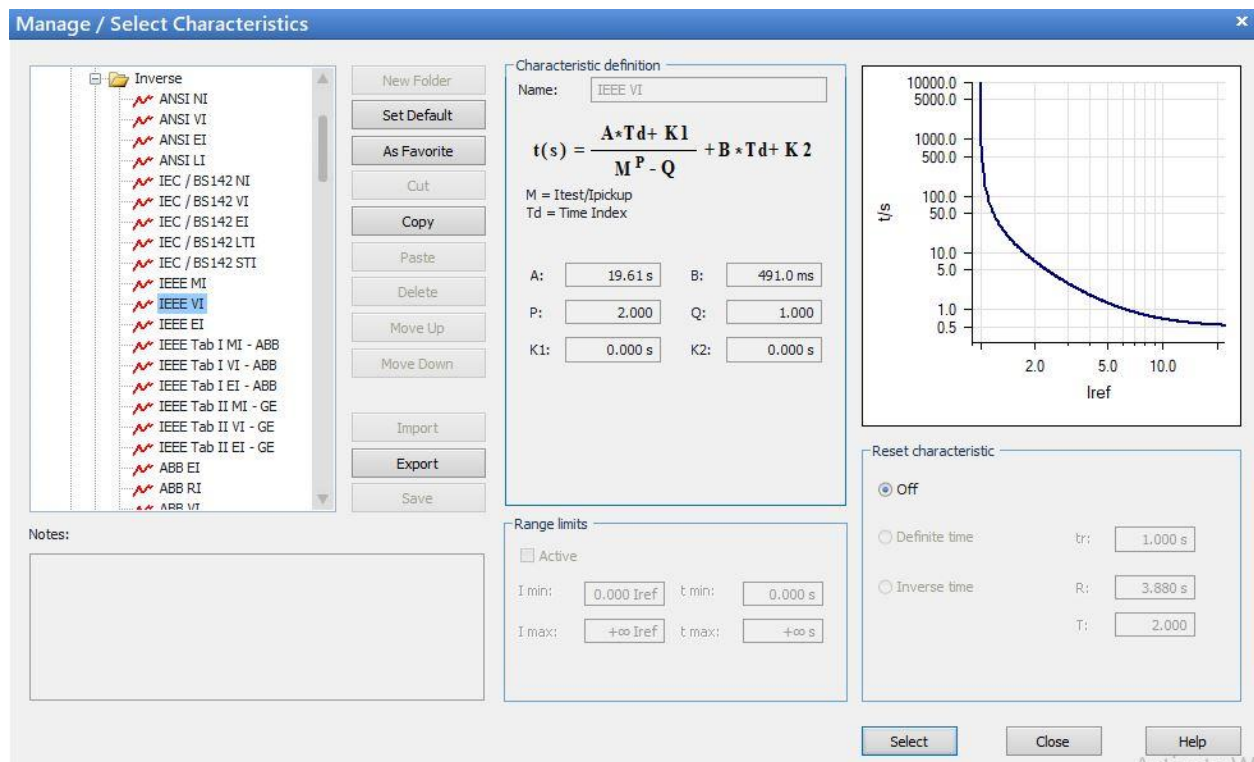 Manage / Select Characteristics
Inverse
ANSI NI
ANSI VI
ANSI EI
ANSI LI
IEC / BS142 NI
IEC / BS142 VI
IEC / BS142 EI
IEC / BS142 LTI
IEC / BS142 STI
IEEE MI
IEEE VI
IEEE EI
IEEE Tab I MI - ABB
IEEE Tab I VI - ABB
IEEE Tab I EI - ABB
IEEE Tab II MI - GE
IEEE Tab II VI - GE
IEEE Tab II EI - GE
ABB EI
ABB RI
ABB VI
New Folder
Set Default
As Favorite
Cut
Copy
Paste
Delete
Move Up
Move Down
Import
Export
Save
Notes:
Characteristic definition
Name: IEEE VI
t(s) = A*Td+ K1 / M^P - Q + B *Td+ K 2
M = Itest/Ipickup
Td = Time Index
A: 19.61 s B: 491.0 ms
P: 2.000 Q: 1.000
K1: 0.000 s K2: 0.000 s
Range limits
Active
I min: 0.000 Iref t min: 0.000 s
I max: +∞ Iref t max: +∞ s
10000.0
5000.0
1000.0
500.0
100.0
50.0
10.0
5.0
1.0
0.5
t/s
2.0 5.0 10.0
Iref
Reset characteristic
Off
Definite time tr: 1.000 s
Inverse time R: 3.880 s
T: 2.000
Select Close Help